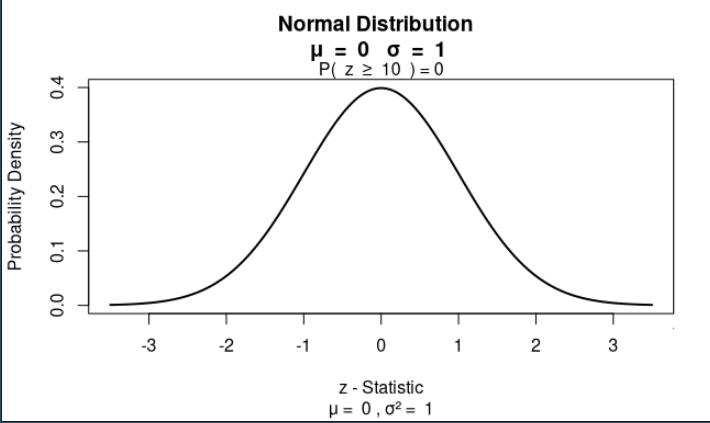 Normal Distribution
μ = 0 σ = 1
P( z ≥ 10 ) = 0
Probability Density
0.4
0.3
0.2
0.1
0.0
-3 -2 -1 0 1 2 3
z - Statistic
μ = 0 , σ² = 1